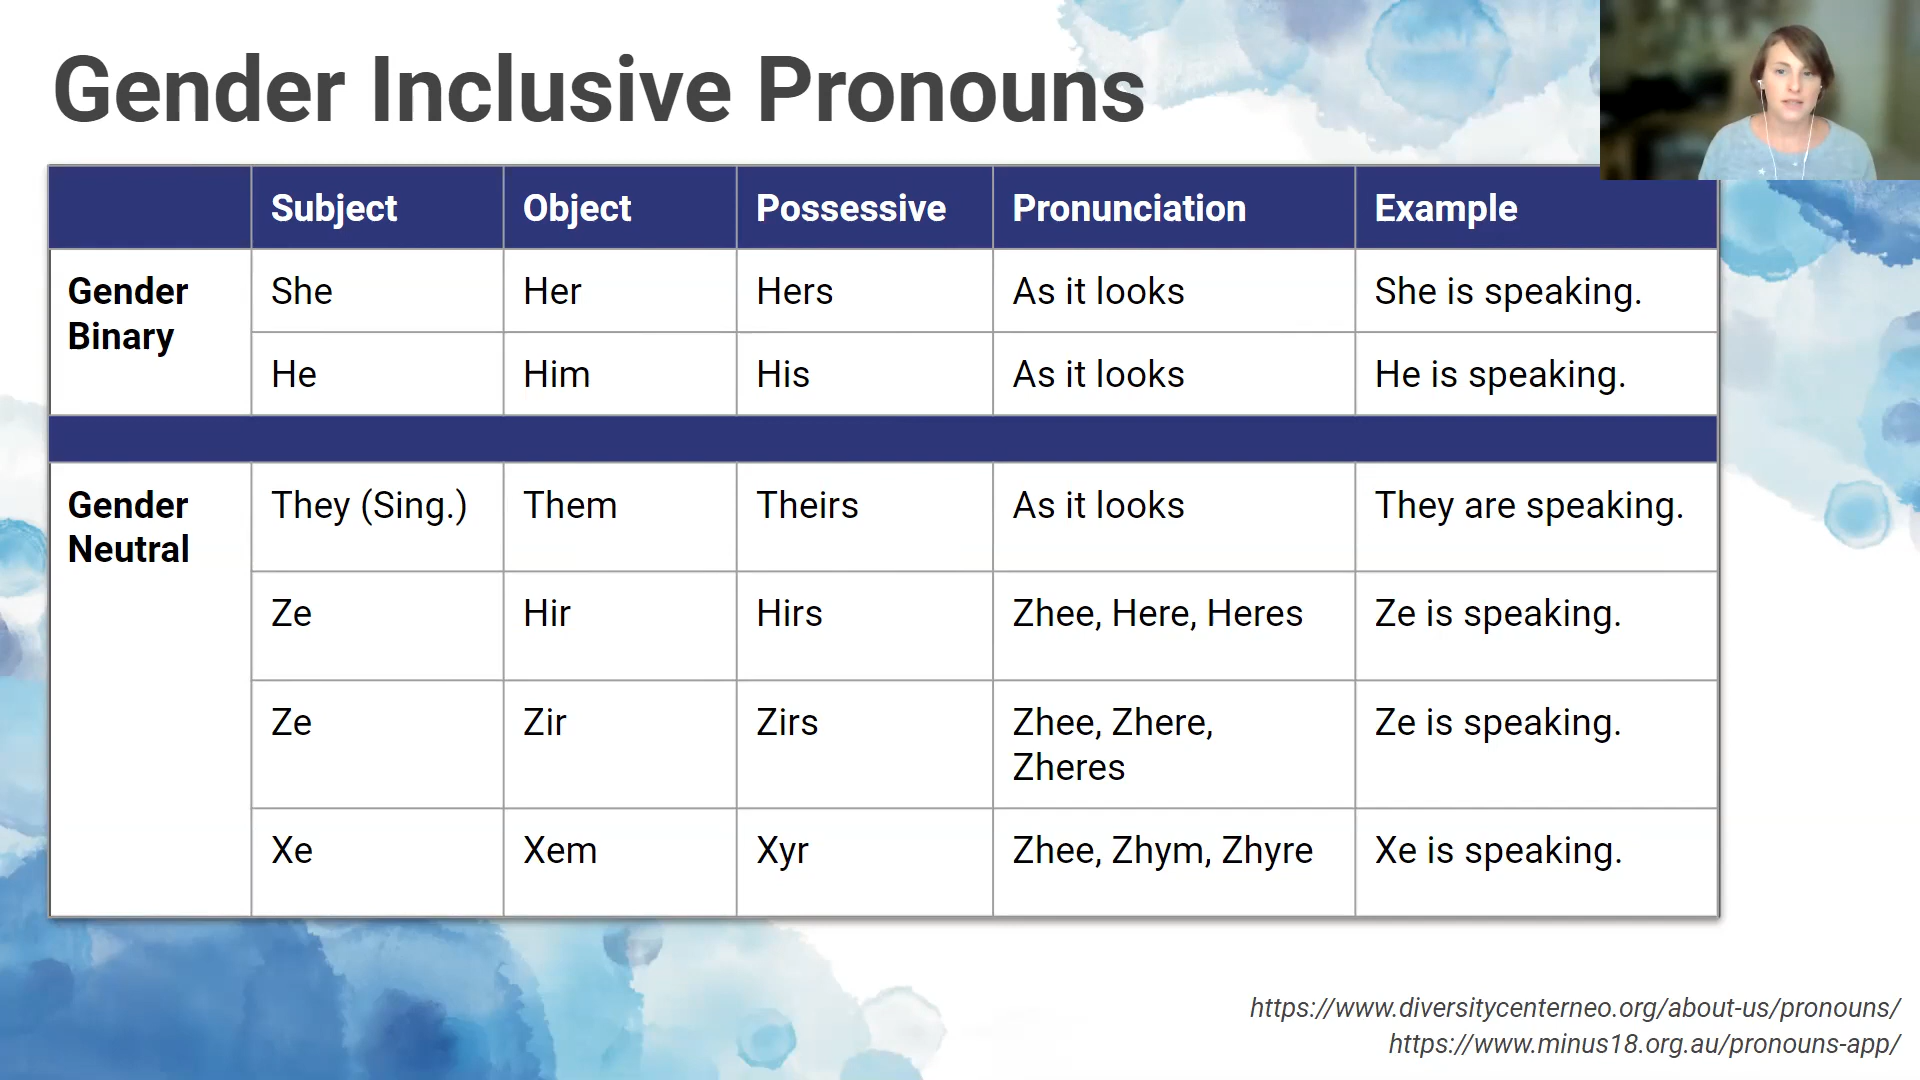 Gender Inclusive Pronouns
Subject Object Possessive Pronunciation Example
Gender Binary She Her Hers As it looks She is speaking.
He Him His As it looks He is speaking.
Gender Neutral They (Sing.) Them Theirs As it looks They are speaking.
Ze Hir Hirs Zhee, Here, Heres Ze is speaking.
Ze Zir Zirs Zhee, Zhere, Zheres Ze is speaking.
Xe Xem Xyr Zhee, Zhym, Zhyre Xe is speaking.
https://www.diversitycenterneo.org/about-us/pronouns/
https://www.minus18.org.au/pronouns-app/